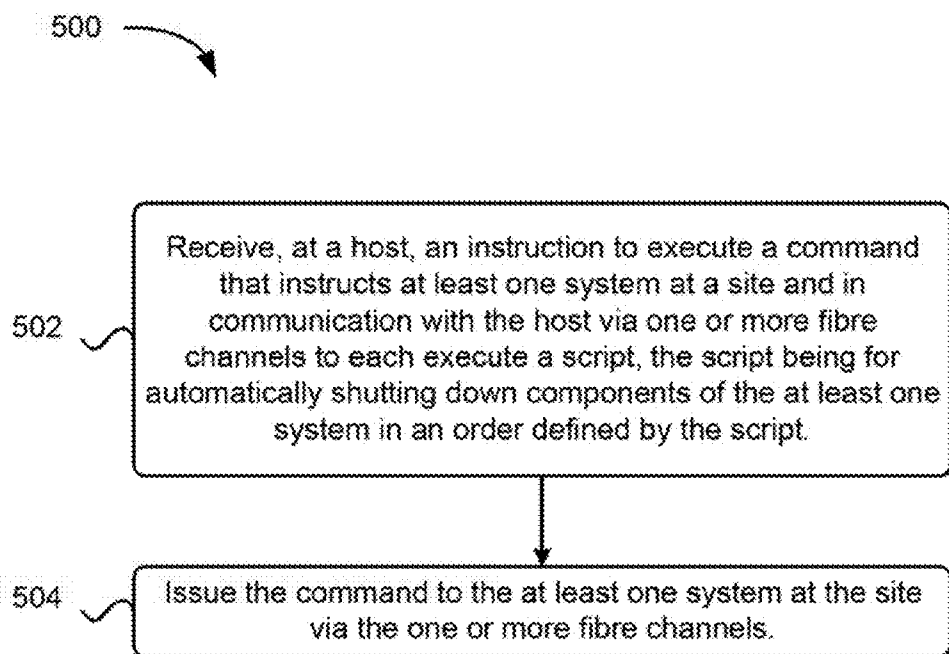 500
502
Receive, at a host, an instruction to execute a command
that instructs at least one system at a site and in
communication with the host via one or more fibre
channels to each execute a script, the script being for
automatically shutting down components of the at least one
system in an order defined by the script.
504
Issue the command to the at least one system at the site
via the one or more fibre channels.